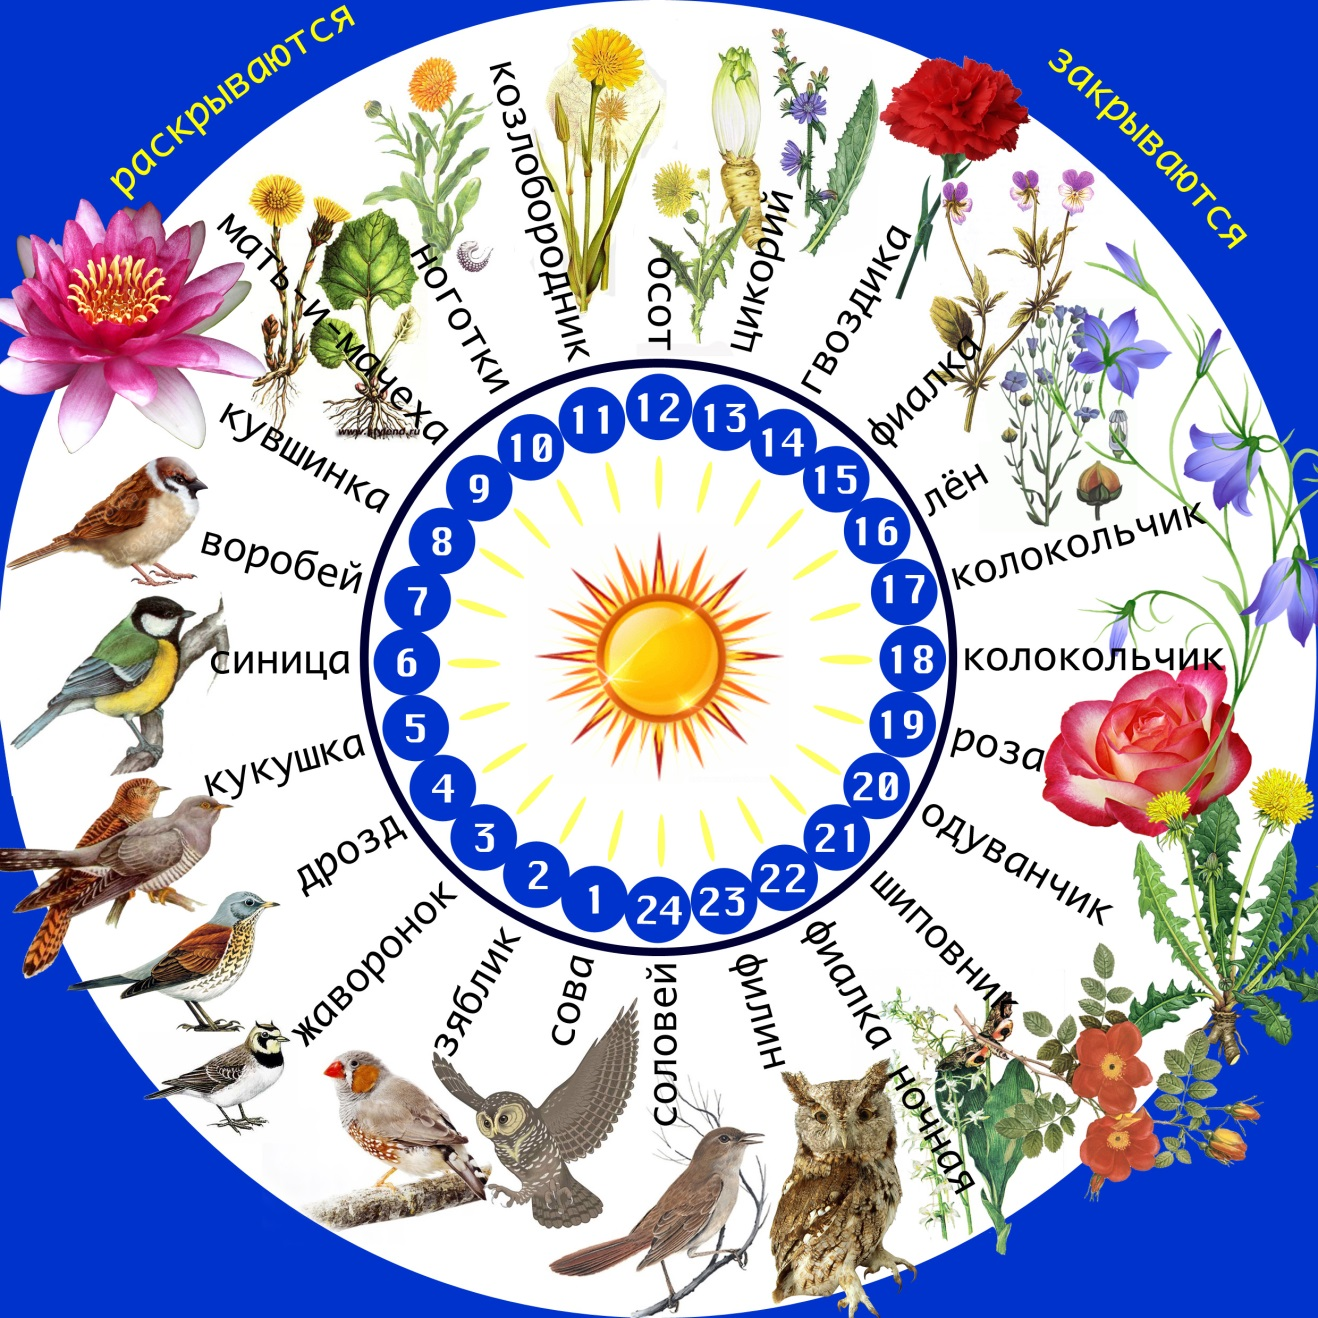 раскрываются
закрываются
козлобородник
осот
цикорий
гвоздика
фиалка
лён
колокольчик
колокольчик
роза
одуванчик
шиповник
фиалка
ночная
филин
соловей
сова
зяблик
жаворонок
дрозд
кукушка
синица
воробей
кувшинка
мать-и-мачеха
ноготки
12
13
14
15
16
17
18
19
20
21
22
23
24
1
2
3
4
5
6
7
8
9
10
11